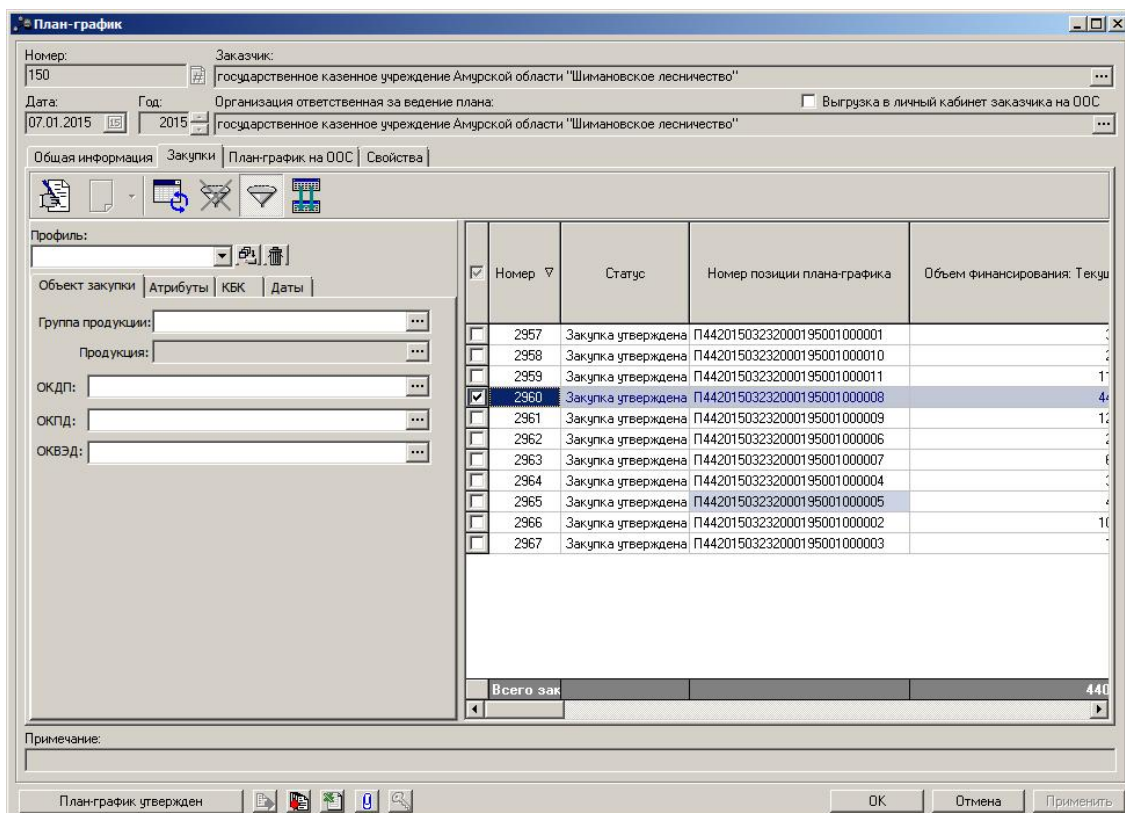 План-график
Номер: Заказчик:
150 # государственное казенное учреждение Амурской области "Шимановское лесничество" ...
Дата: Год: Организация ответственная за ведение плана: Выгрузка в личный кабинет заказчика на ООС
07.01.2015 15 2015 государственное казенное учреждение Амурской области "Шимановское лесничество" ...
Общая информация Закупки План-график на ООС Свойства
Профиль:
Объект закупки Атрибуты КБК Даты
Группа продукции: ...
Продукция: ...
ОКДП: ...
ОКПД: ...
ОКВЭД: ...
Номер Статус Номер позиции плана-графика Объем финансирования: Текущ
2957 Закупка утверждена П44201503232000195001000001
2958 Закупка утверждена П44201503232000195001000010
2959 Закупка утверждена П44201503232000195001000011 11
2960 Закупка утверждена П44201503232000195001000008 44
2961 Закупка утверждена П44201503232000195001000009 12
2962 Закупка утверждена П44201503232000195001000006
2963 Закупка утверждена П44201503232000195001000007
2964 Закупка утверждена П44201503232000195001000004
2965 Закупка утверждена П44201503232000195001000005
2966 Закупка утверждена П44201503232000195001000002 10
2967 Закупка утверждена П44201503232000195001000003
Всего зак 440
Примечание:
План-график утвержден OK Отмена Применить